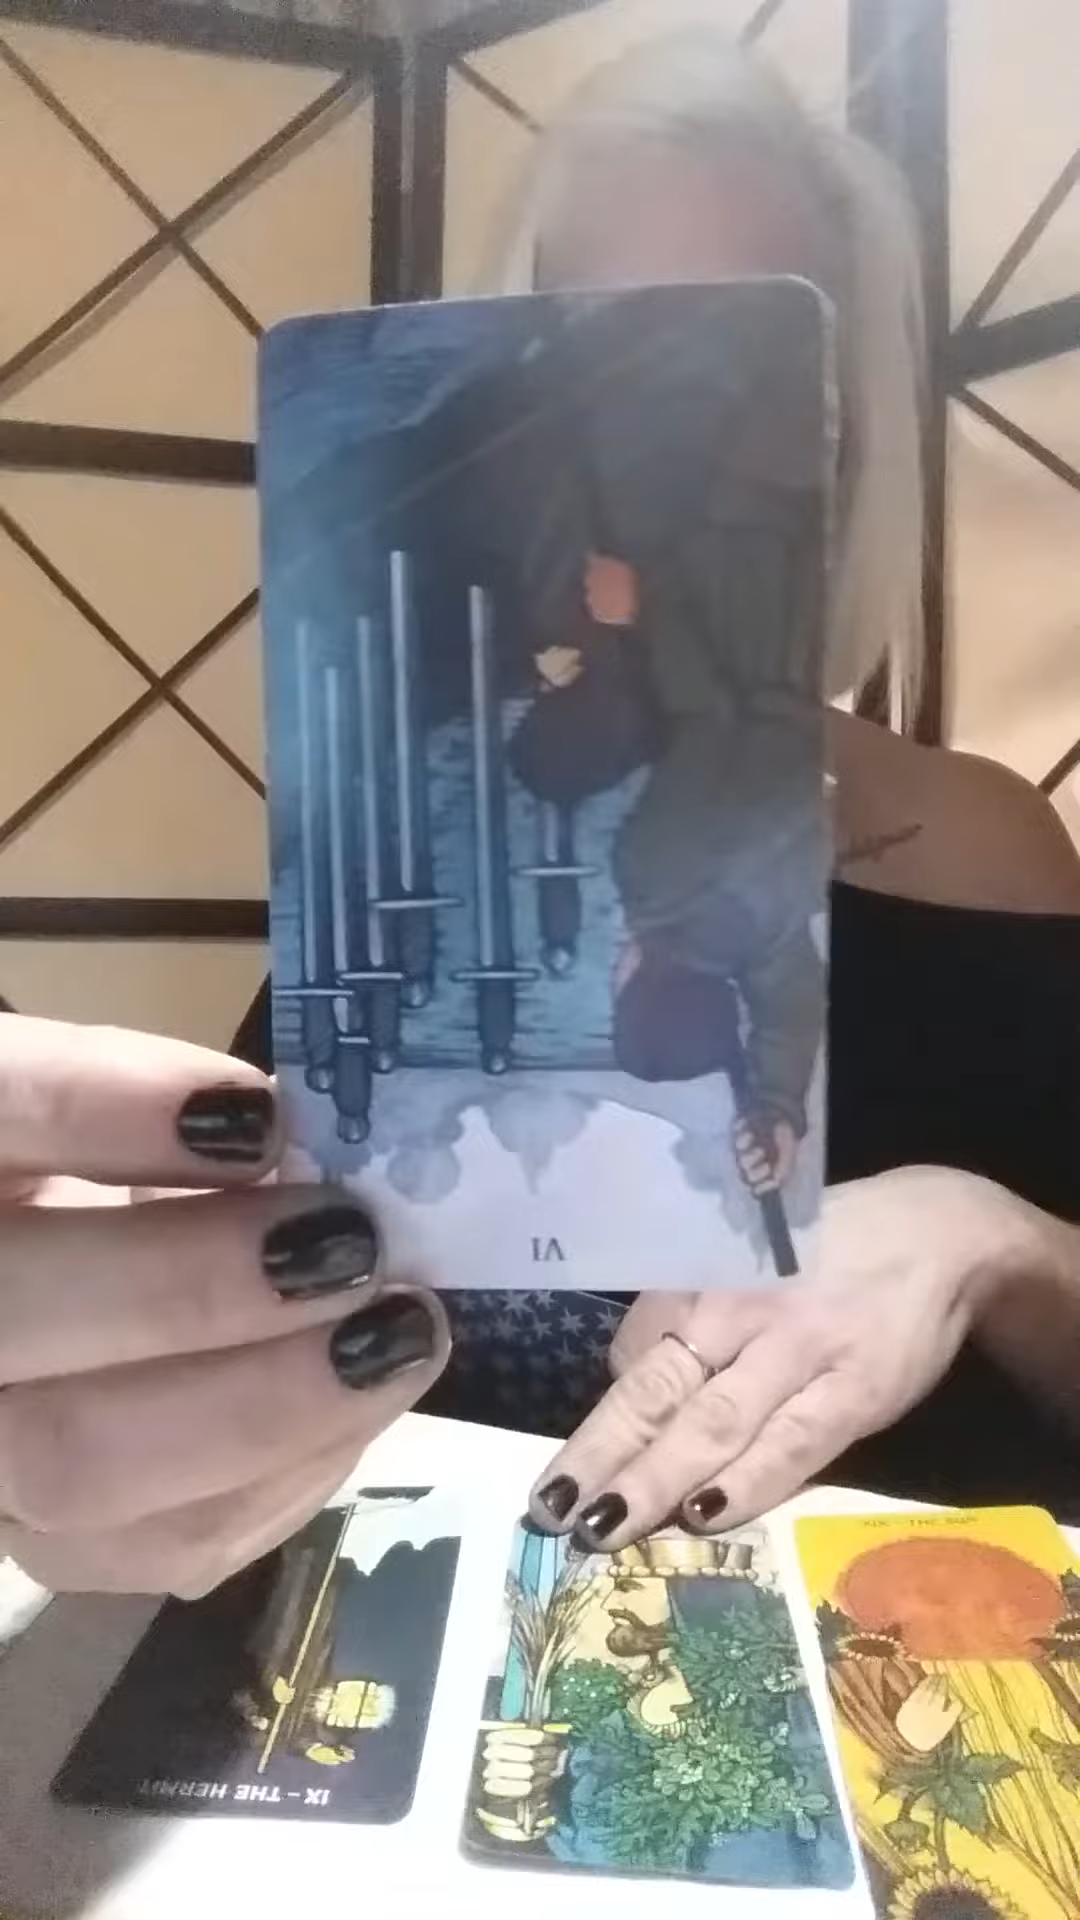 VI
IX - THE HERMIT
XIX - THE SUN